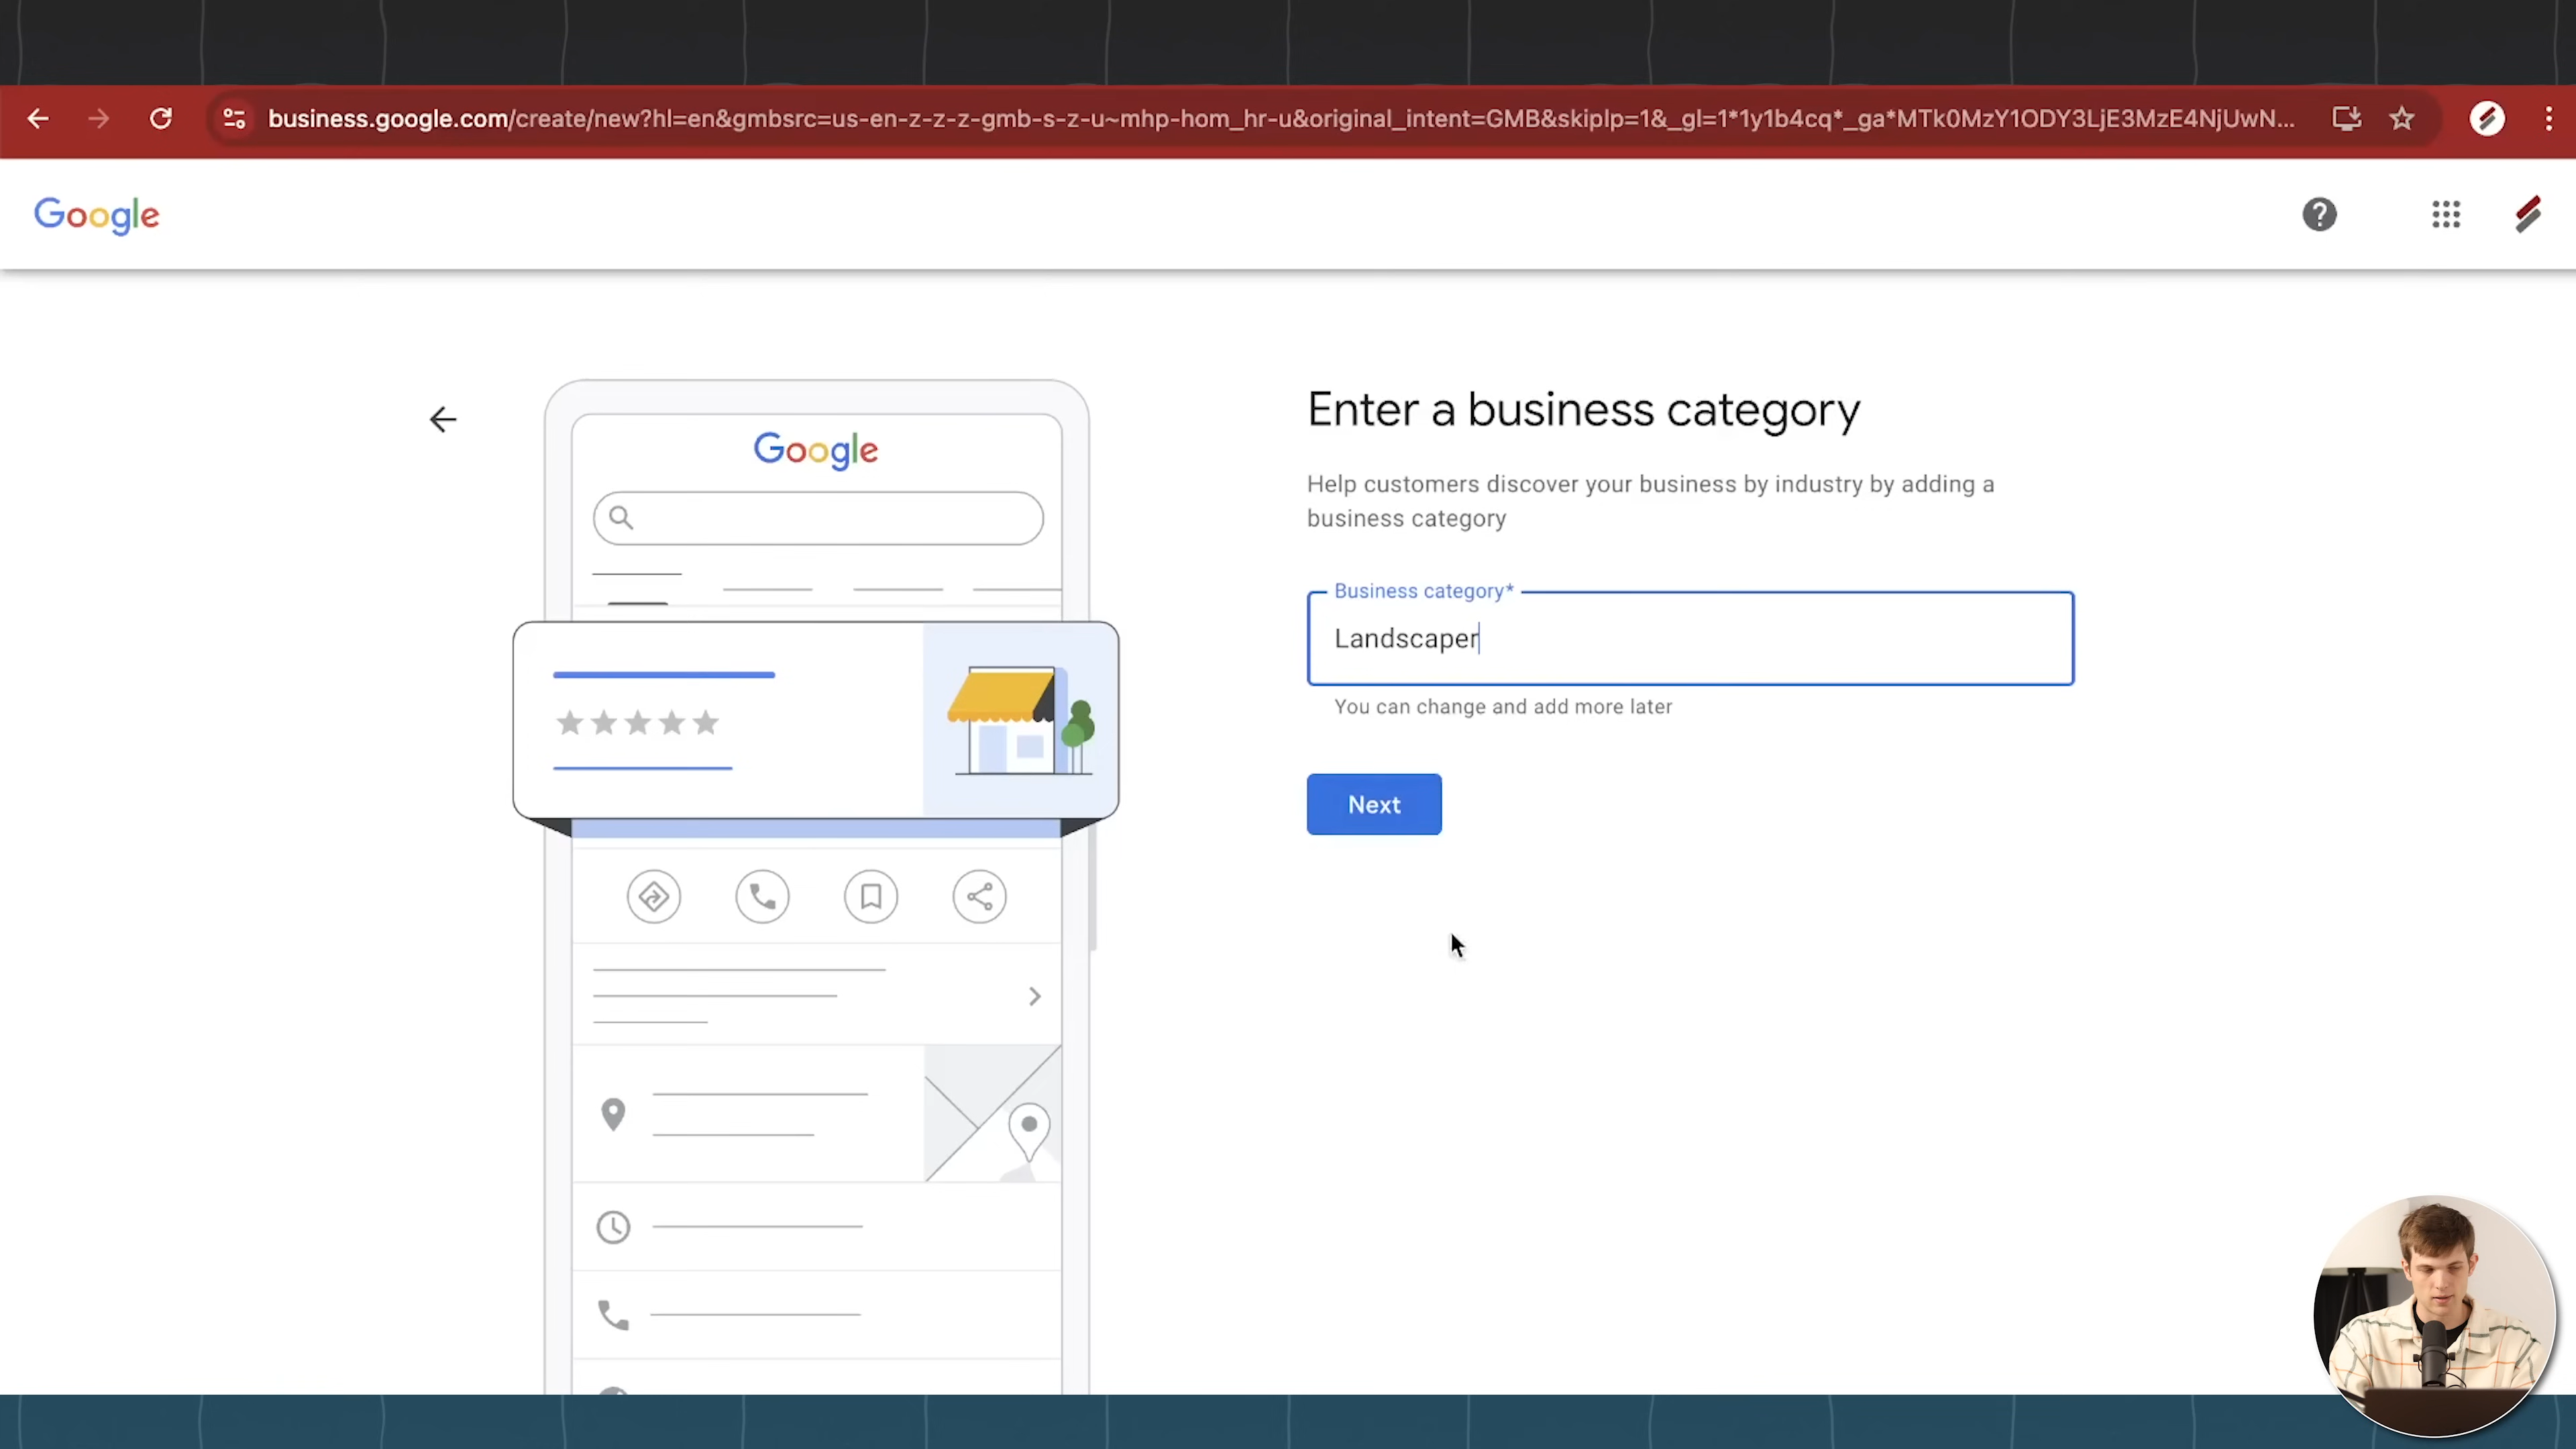 business.google.com/create/new?hl=en&gmbsrc=us-en-z-z-z-gmb-s-z-u~mhp-hom_hr-u&original_intent=GMB&skiplp=1&_gl=1*1y1b4cq*_ga*MTk0MzY1ODY3LjE3MzE4NjUwN...
Google
Google
Enter a business category
Help customers discover your business by industry by adding a
business category
Business category*
Landscaper
You can change and add more later
Next